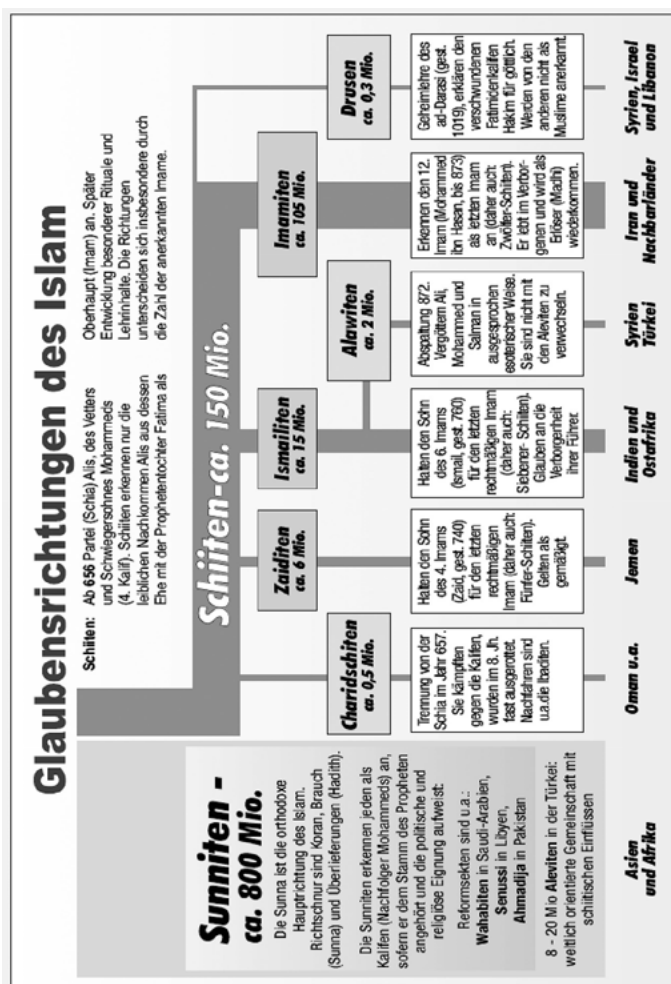 Glaubensrichtungen des Islam
Sunniten -
ca. 800 Mio.
Die Sunna ist die orthodoxe
Hauptrichtung des Islam.
Richtschnur sind Koran, Brauch
(Sunna) und Überlieferungen (Hadith).
Die Sunniten erkennen jeden als
Kalifen (Nachfolger Mohammeds) an,
sofern er dem Stamm des Propheten
angehört und die politische und
religiöse Eignung aufweist:
Reformsekten sind u.a.:
Wahabiten in Saudi-Arabien,
Senussi in Libyen,
Ahmadija in Pakistan
8 - 20 Mio Aleviten in der Türkei:
weltlich orientierte Gemeinschaft mit
schiitischen Einflüssen
Asien
und Afrika
Schiiten: Ab 656 Partei (Schia) Alis, des Vetters
und Schwiegersohnes Mohammeds
(4. Kalif). Schiiten erkennen nur die
leiblichen Nachkommen Alis aus dessen
Ehe mit der Prophetentochter Fatima als
Oberhaupt (Imam) an. Später
Entwicklung besonderer Rituale und
Lehrinhalte. Die Richtungen
unterscheiden sich insbesondere durch
die Zahl der anerkannten Imame.
Schiiten-ca. 150 Mio.
Charidschiten
ca. 0,5 Mio.
Trennung von der
Schia im Jahr 657.
Sie kämpften
gegen die Kalifen,
wurden im 8. Jh.
fast ausgerottet.
Nachfahren sind
u.a.die Ibaditen.
Oman u.a.
Zaiditen
ca. 6 Mio.
Halten den Sohn
des 4. Imams
(Zaid, gest. 740)
für den letzten
rechtmäßigen
Imam (daher auch:
Fünfer-Schiiten).
Gelten als
gemäßigt.
Jemen
Ismailiten
ca. 15 Mio.
Halten den Sohn
des 6. Imams
(Ismail, gest. 760)
für den letzten
rechtmäßigen Imam
(daher auch:
Siebener- Schiiten).
Glauben an die
Verborgenheit
ihrer Führer.
Indien und
Ostafrika
Alawiten
ca. 2 Mio.
Abspaltung 872.
Vergöttern Ali,
Mohammed und
Salman in
ausgesprochen
esoterischer Weise.
Sie sind nicht mit
den Aleviten zu
verwechseln.
Syrien
Türkei
Imamiten
ca. 105 Mio.
Erkennen den 12.
Imam (Mohammed
ibn Hasan, bis 873)
als letzten Imam
an (daher auch:
Zwölfer-Schiiten).
Er lebt im Verbor-
genen und wird als
Erlöser (Madhi)
wiederkommen.
Iran und
Nachbarländer
Drusen
ca. 0,3 Mio.
Geheimlehre des
ad-Darasi (gest.
1019), erklären den
verschwundenen
Fatimidenkalifen
Hakim für göttlich.
Werden von den
anderen nicht als
Muslime anerkannt.
Syrien, Israel
und Libanon